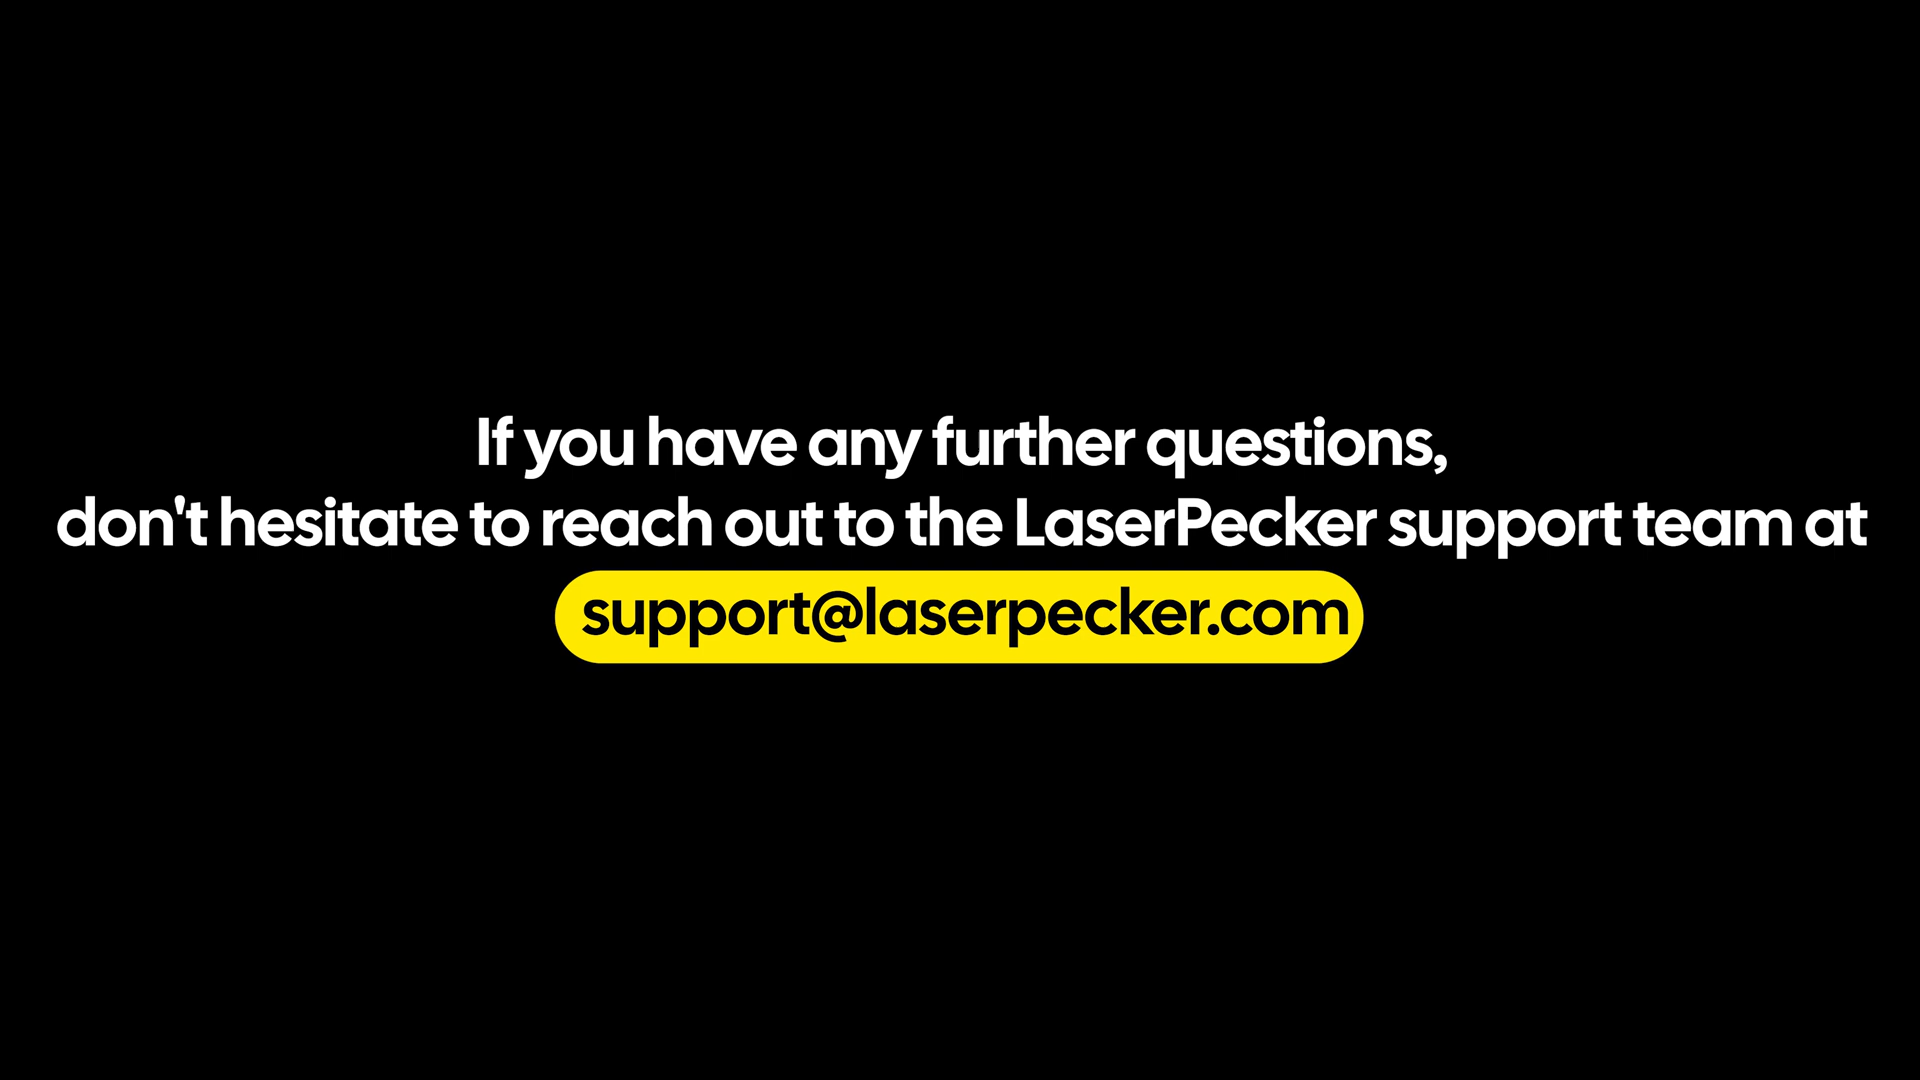 If you have any further questions,
don't hesitate to reach out to the LaserPecker support team at
support@laserpecker.com